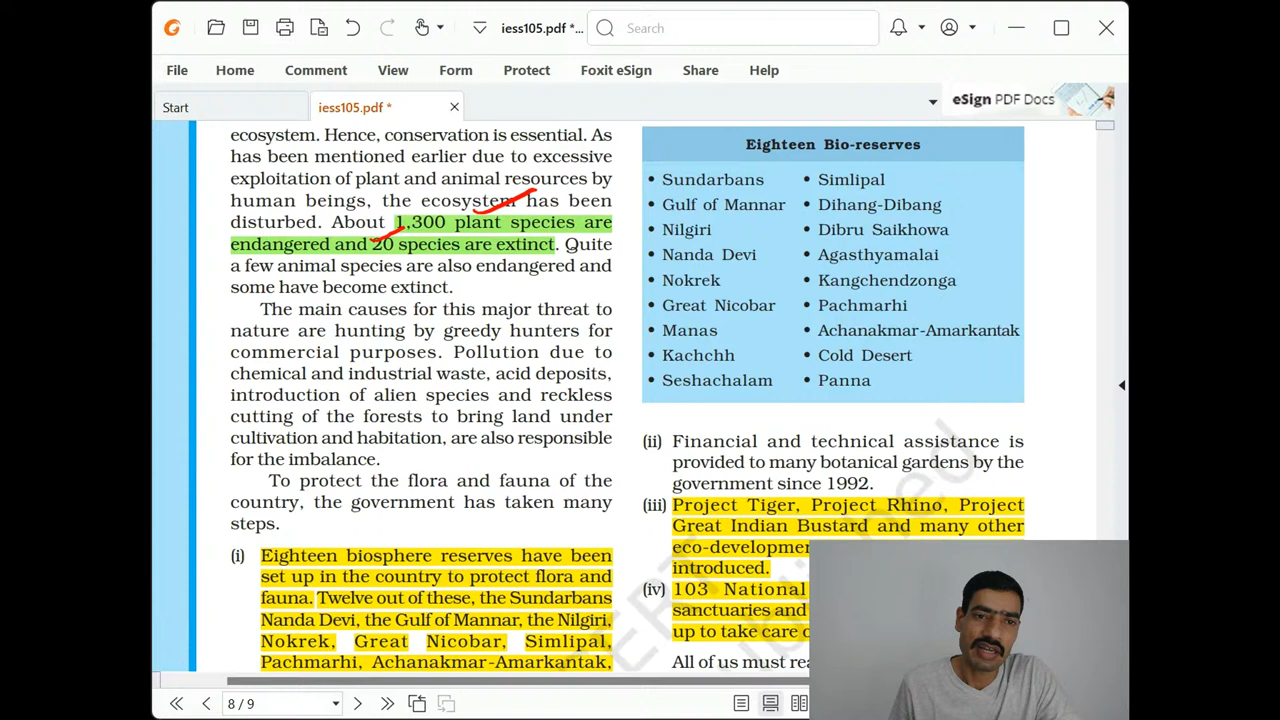 iess105.pdf *...
Search
File
Home
Comment
View
Form
Protect
Foxit eSign
Share
Help
Start
iess105.pdf *
eSign PDF Docs
ecosystem. Hence, conservation is essential. As
has been mentioned earlier due to excessive
exploitation of plant and animal resources by
human beings, the ecosystem has been
disturbed. About 1,300 plant species are
endangered and 20 species are extinct. Quite
a few animal species are also endangered and
some have become extinct.
The main causes for this major threat to
nature are hunting by greedy hunters for
commercial purposes. Pollution due to
chemical and industrial waste, acid deposits,
introduction of alien species and reckless
cutting of the forests to bring land under
cultivation and habitation, are also responsible
for the imbalance.
To protect the flora and fauna of the
country, the government has taken many
steps.
(i) Eighteen biosphere reserves have been
set up in the country to protect flora and
fauna. Twelve out of these, the Sundarbans
Nanda Devi, the Gulf of Mannar, the Nilgiri,
Nokrek, Great Nicobar, Simlipal,
Pachmarhi, Achanakmar-Amarkantak,
Eighteen Bio-reserves
• Sundarbans
• Gulf of Mannar
• Nilgiri
• Nanda Devi
• Nokrek
• Great Nicobar
• Manas
• Kachchh
• Seshachalam
• Simlipal
• Dihang-Dibang
• Dibru Saikhowa
• Agasthyamalai
• Kangchendzonga
• Pachmarhi
• Achanakmar-Amarkantak
• Cold Desert
• Panna
(ii) Financial and technical assistance is
provided to many botanical gardens by the
government since 1992.
(iii) Project Tiger, Project Rhino, Project
Great Indian Bustard and many other
eco-developmen
introduced.
(iv) 103 National
sanctuaries and
up to take care o
All of us must rea
8 / 9